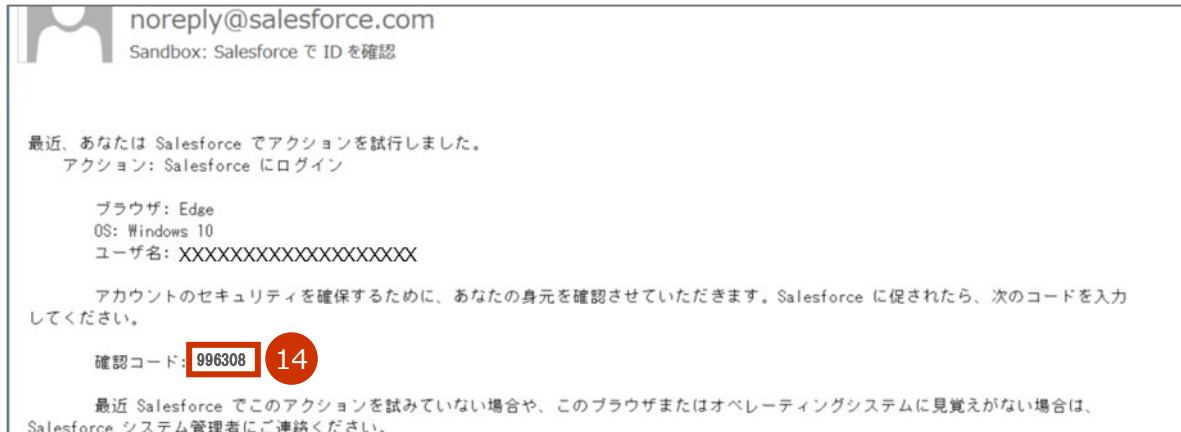 noreply@salesforce.com
Sandbox: Salesforce で ID を確認
最近、あなたは Salesforce でアクションを試行しました。
アクション: Salesforce にログイン
ブラウザ: Edge
OS: Windows 10
ユーザ名: XXXXXXXXXXXXXXXXXXX
アカウントのセキュリティを確保するために、あなたの身元を確認させていただきます。Salesforce に促されたら、次のコードを入力
してください。
確認コード: 996308 14
最近 Salesforce でこのアクションを試みていない場合や、このブラウザまたはオペレーティングシステムに見覚えがない場合は、
Salesforce システム管理者にご連絡ください。